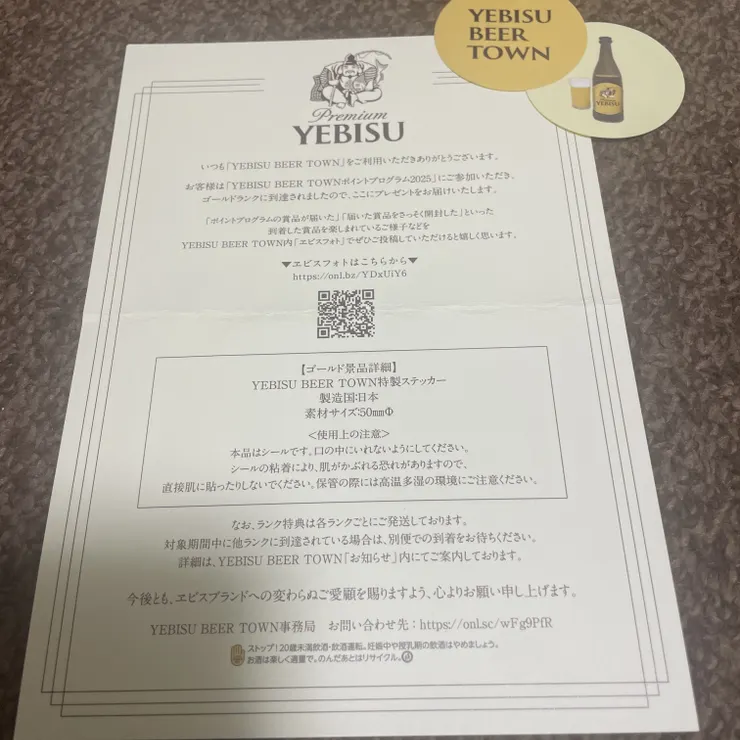 YEBISU
BEER
TOWN
YEBISU
Premium
YEBISU
いつも「YEBISU BEER TOWN」をご利用いただきありがとうございます。
お客様は「YEBISU BEER TOWNポイントプログラム2025」にご参加いただき、
ゴールドランクに到達されましたので、ここにプレゼントをお届けいたします。
「ポイントプログラムの賞品が届いた」「届いた賞品をさっそく開封した」といった
到着した賞品を楽しまれているご様子などを
YEBISU BEER TOWN内「ヱビスフォト」でぜひご投稿していただけると嬉しく思います。
▼ヱビスフォトはこちらから▼
https://onl.bz/YDxUiY6
【ゴールド景品詳細】
YEBISU BEER TOWN特製ステッカー
製造国:日本
素材サイズ:50mmΦ
<使用上の注意>
本品はシールです。口の中にいれないようにしてください。
シールの粘着により、肌がかぶれる恐れがありますので、
直接肌に貼ったりしないでください。保管の際には高温多湿の環境にご注意ください。
なお、ランク特典は各ランクごとにご発送しております。
対象期間中に他ランクに到達されている場合は、別便での到着をお待ちください。
詳細は、YEBISU BEER TOWN「お知らせ」内にてご案内しております。
今後とも、ヱビスブランドへの変わらぬご愛顧を賜りますよう、心よりお願い申し上げます。
YEBISU BEER TOWN事務局 お問い合わせ先：https://onl.sc/wFg9PfR
ストップ！20歳未満飲酒・飲酒運転。妊娠中や授乳期の飲酒はやめましょう。
お酒は楽しく適量で。のんだあとはリサイクル。